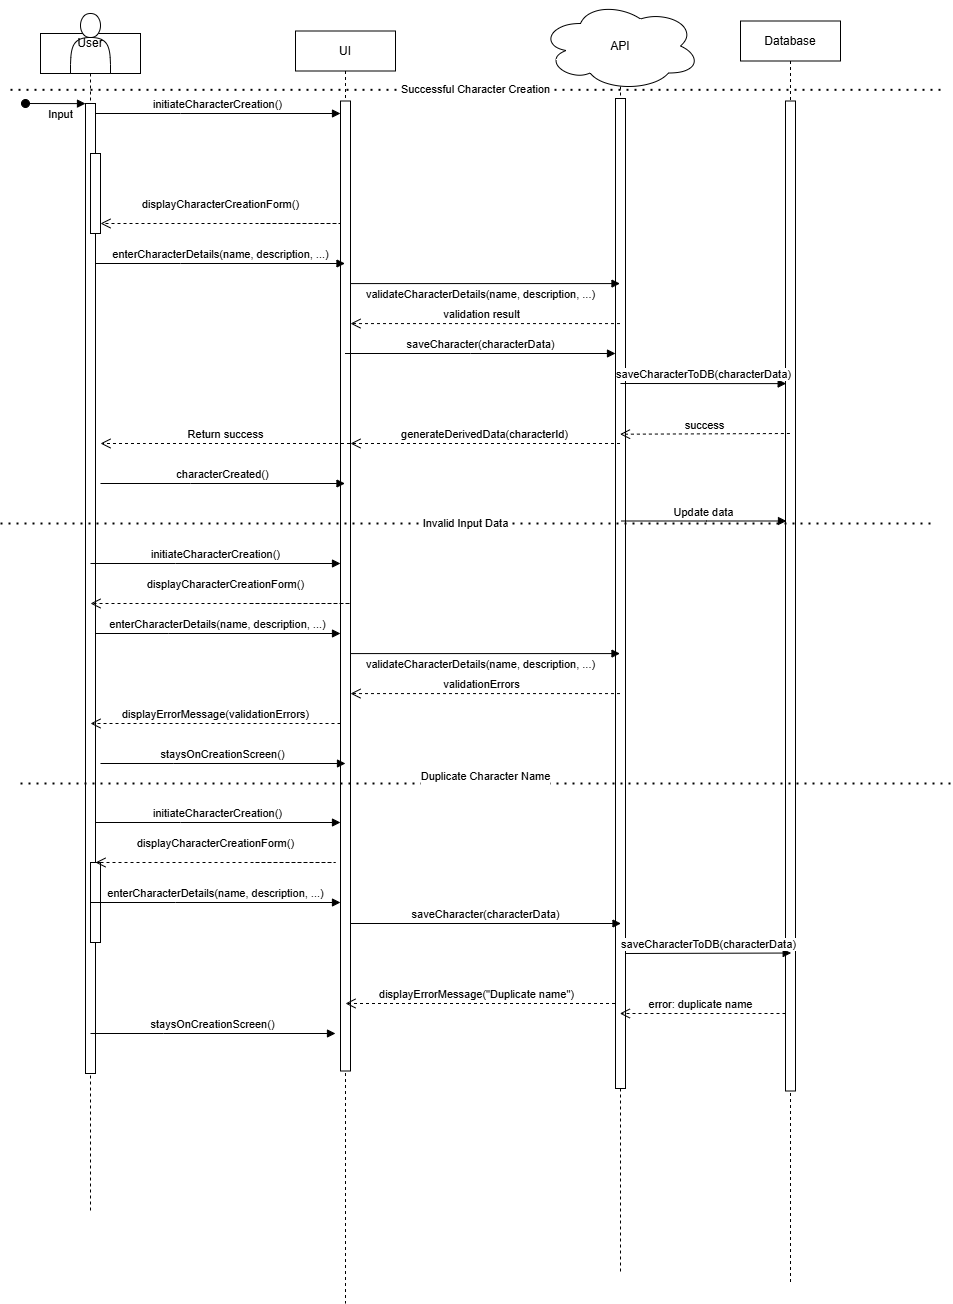 User
UI
API
Database
Successful Character Creation
Input
initiateCharacterCreation()
displayCharacterCreationForm()
enterCharacterDetails(name, description, ...)
validateCharacterDetails(name, description, ...)
validation result
saveCharacter(characterData)
saveCharacterToDB(characterData)
success
Return success
generateDerivedData(characterId)
characterCreated()
Update data
Invalid Input Data
initiateCharacterCreation()
displayCharacterCreationForm()
enterCharacterDetails(name, description, ...)
validateCharacterDetails(name, description, ...)
validationErrors
displayErrorMessage(validationErrors)
staysOnCreationScreen()
Duplicate Character Name
initiateCharacterCreation()
displayCharacterCreationForm()
enterCharacterDetails(name, description, ...)
saveCharacter(characterData)
saveCharacterToDB(characterData)
displayErrorMessage("Duplicate name")
error: duplicate name
staysOnCreationScreen()